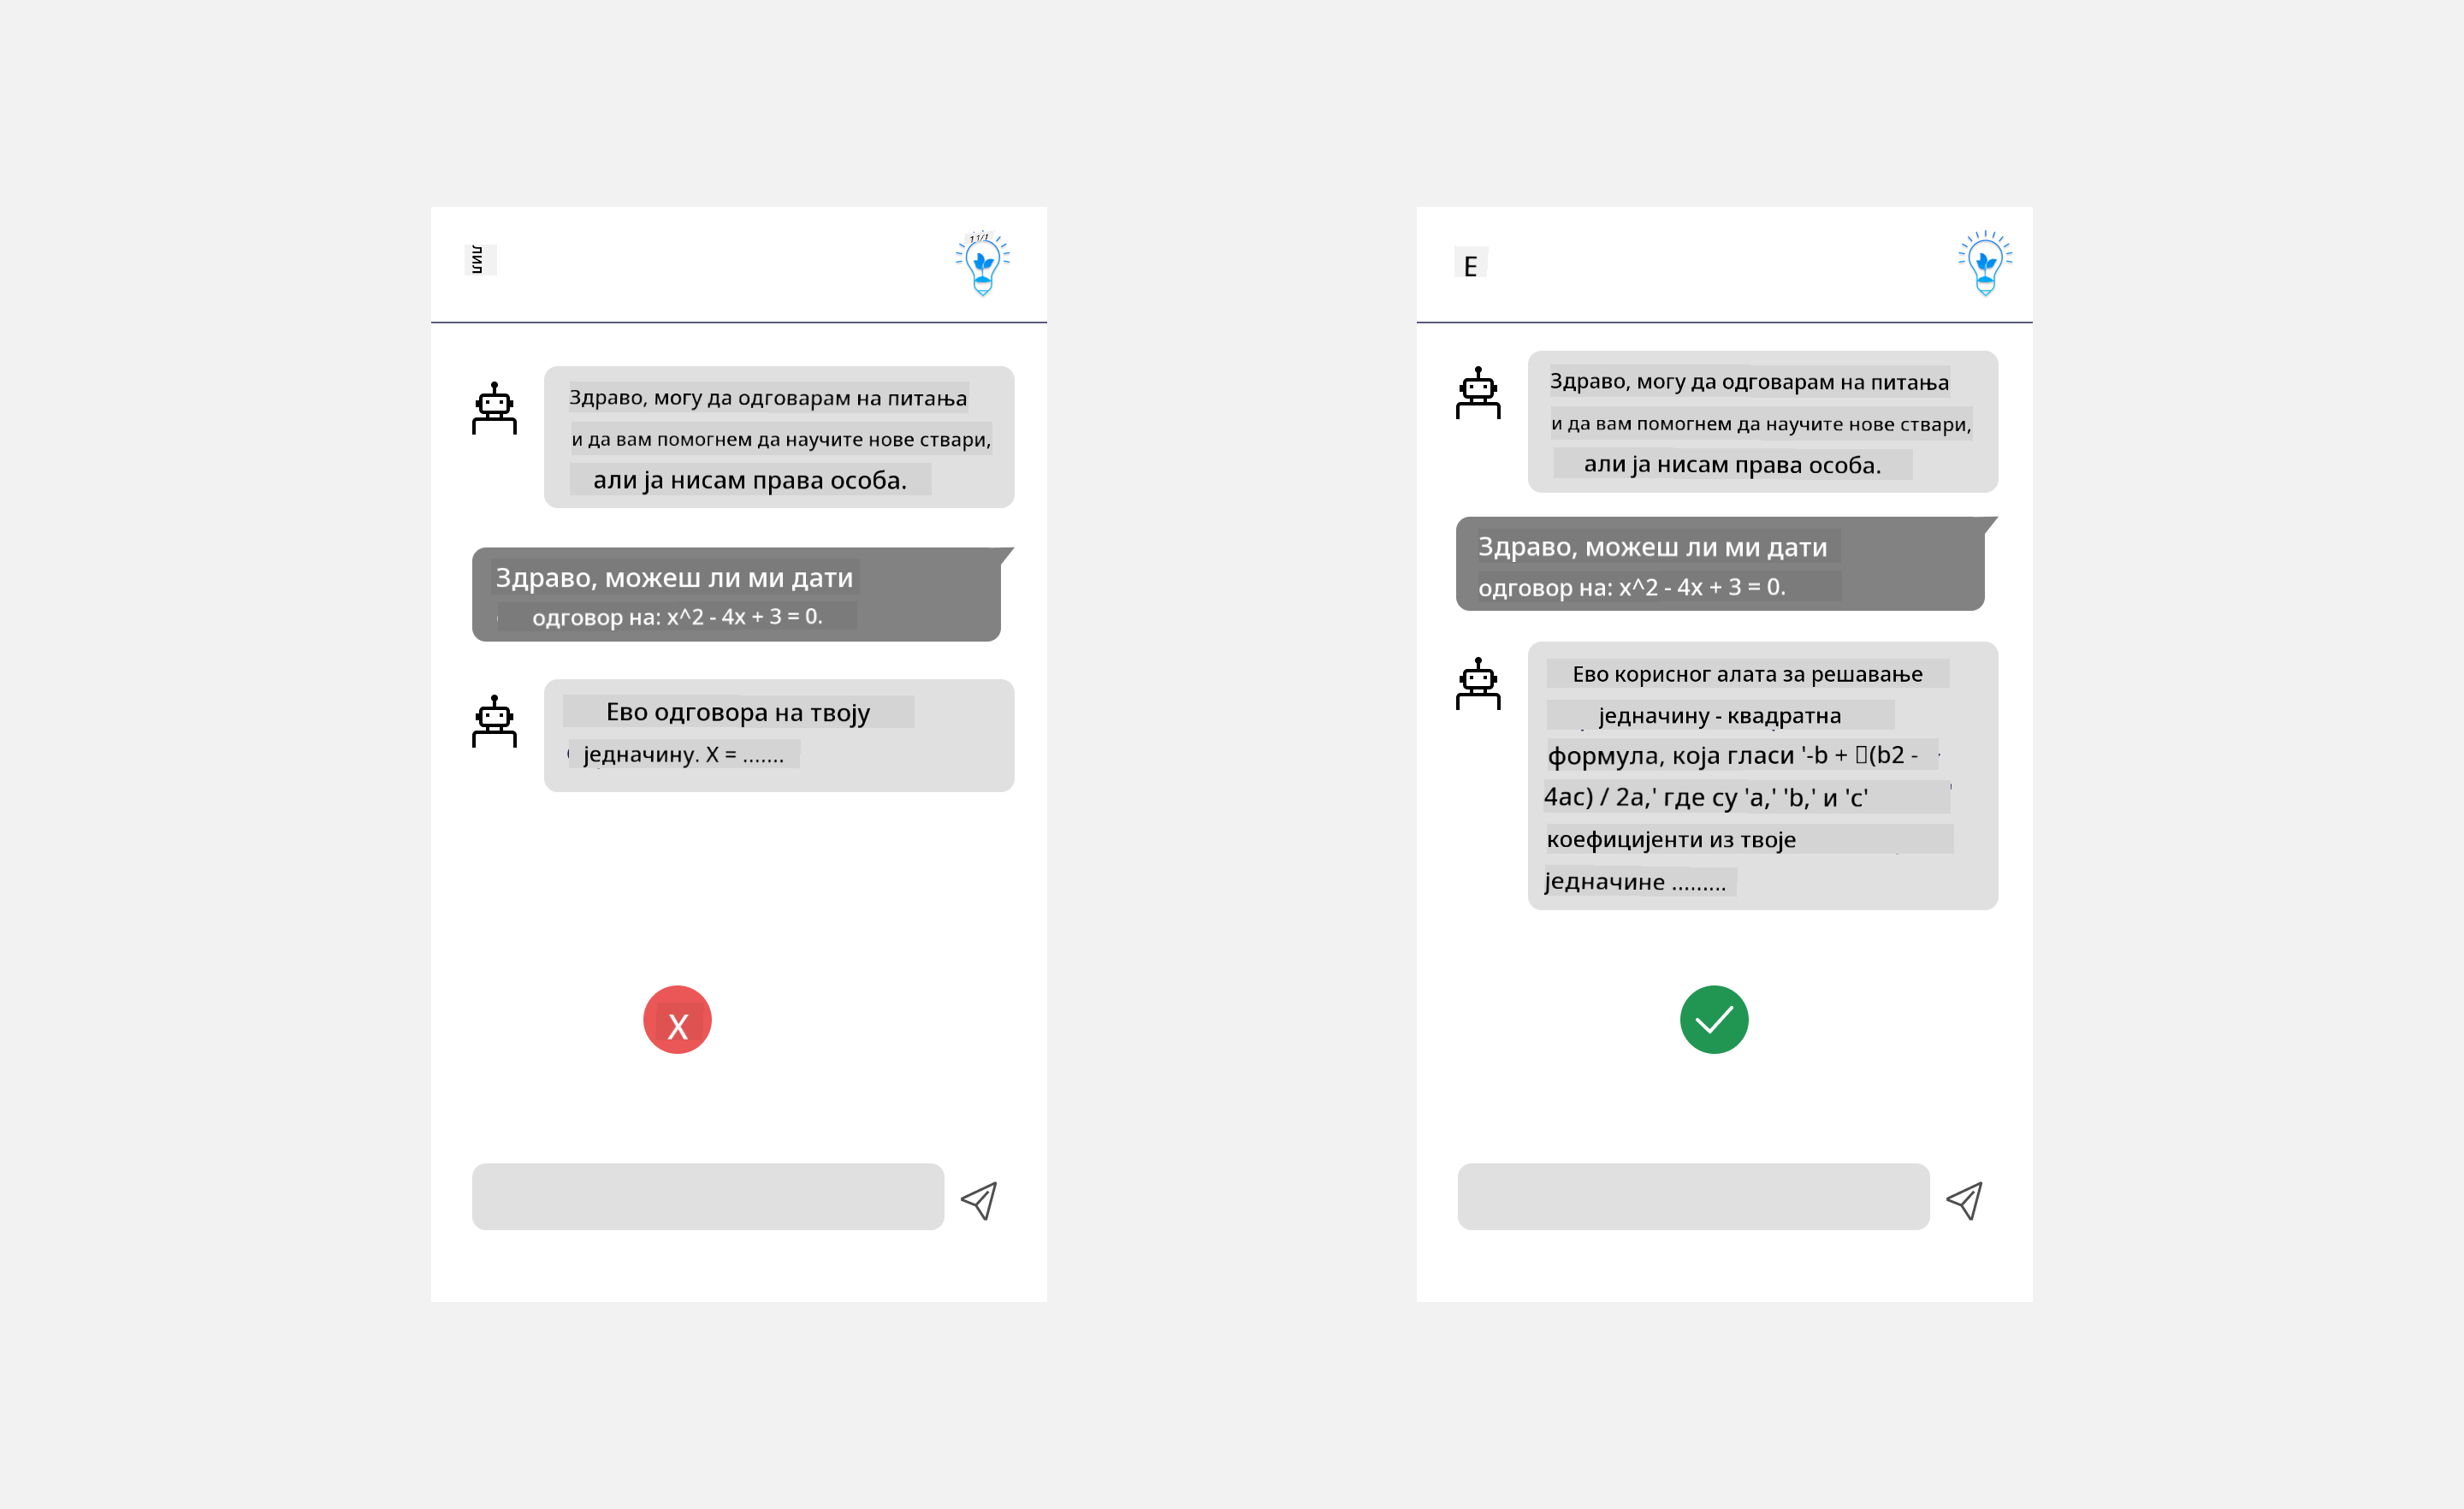 лил
Здраво, могу да одговарам на питања
и да вам помогнем да научите нове ствари,
али ја нисам права особа.
Здраво, можеш ли ми дати
одговор на: x^2 - 4x + 3 = 0.
Ево одговора на твоју
једначину. X = .......
X
E
Здраво, могу да одговарам на питања
и да вам помогнем да научите нове ствари,
али ја нисам права особа.
Здраво, можеш ли ми дати
одговор на: x^2 - 4x + 3 = 0.
Ево корисног алата за решавање
једначину - квадратна
формула, која гласи '-b + (b2 -
4ac) / 2a,' где су 'a,' 'b,' и 'c'
коефицијенти из твоје
једначине .........